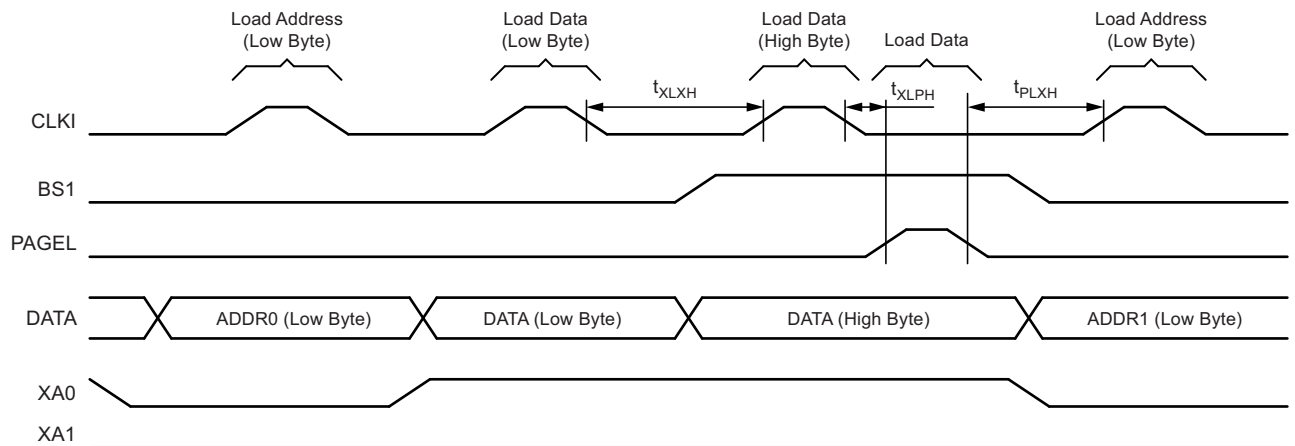 Load Address
(Low Byte)
Load Data
(Low Byte)
Load Data
(High Byte)
Load Data
Load Address
(Low Byte)
tXLXH
tXLPH
tPLXH
CLKI
BS1
PAGEL
DATA
ADDR0 (Low Byte)
DATA (Low Byte)
DATA (High Byte)
ADDR1 (Low Byte)
XA0
XA1